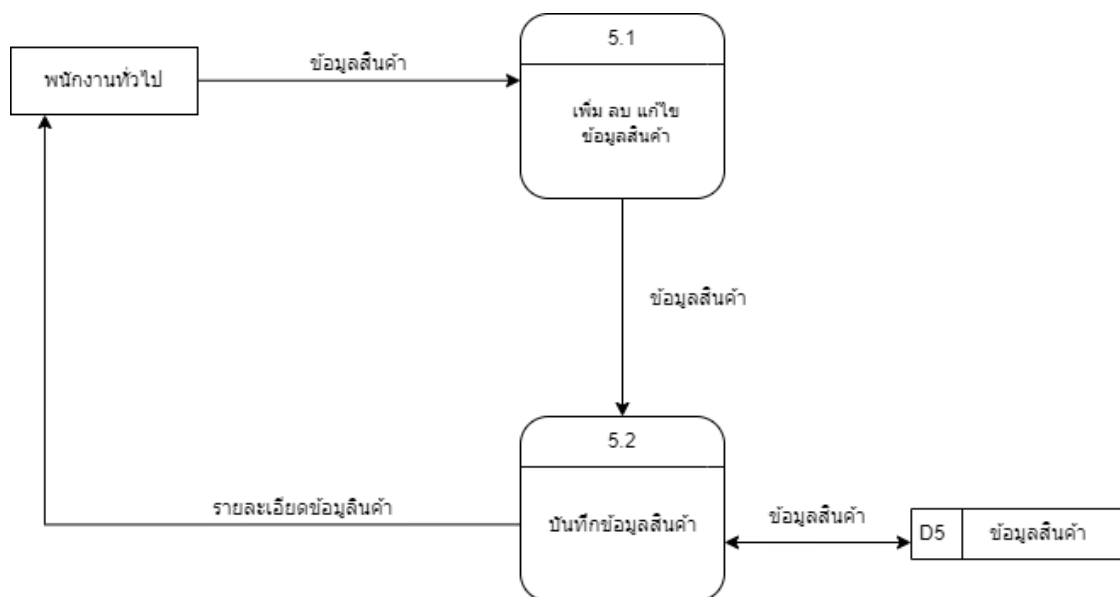 5.1
พนักงานทั่วไป
ข้อมูลสินค้า
เพิ่ม ลบ แก้ไข
ข้อมูลสินค้า
ข้อมูลสินค้า
5.2
รายละเอียดข้อมูลินค้า
บันทึกข้อมูลสินค้า
ข้อมูลสินค้า
D5
ข้อมูลสินค้า